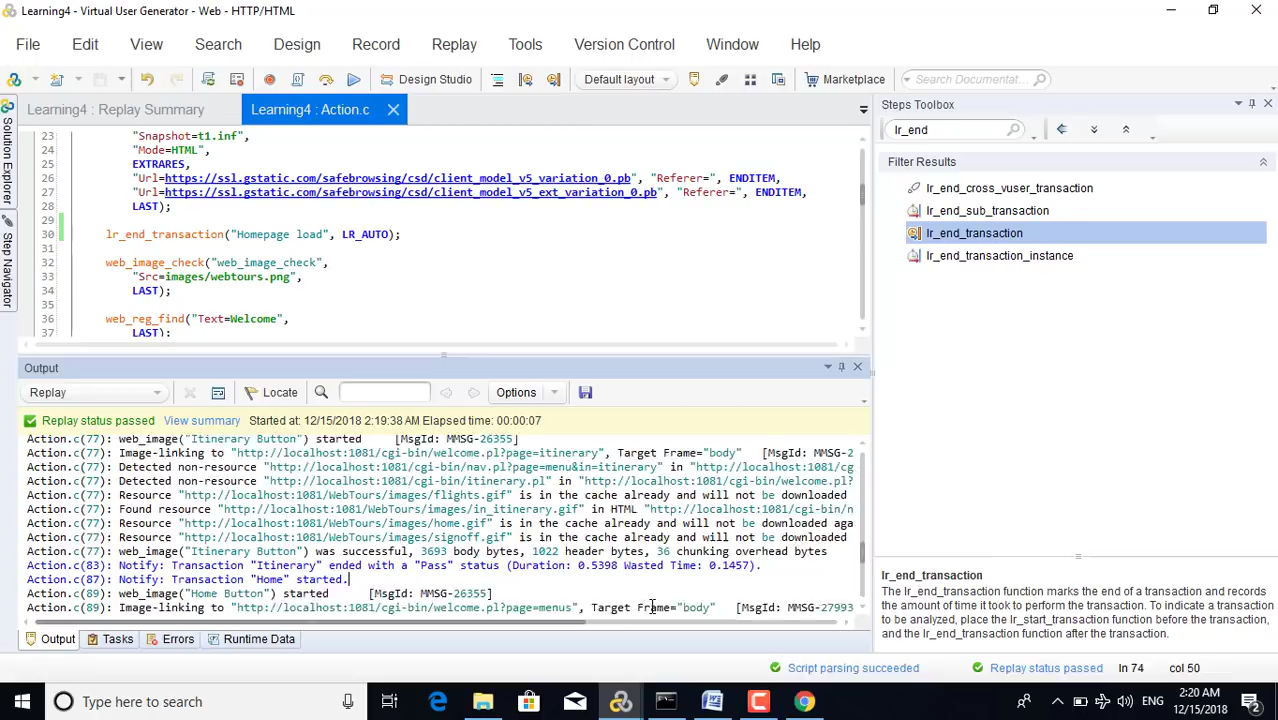 Learning4 - Virtual User Generator - Web - HTTP/HTML
File Edit View Search Design Record Replay Tools Version Control Window Help
Design Studio Default layout Marketplace Search Documentat..
Learning4 : Replay Summary Learning4 : Action.c
Steps Toolbox
Solution Explorer
Step Navigator
23 "Snapshot=t1.inf",
24 "Mode=HTML",
25 EXTRARES,
26 "Url=https://ssl.gstatic.com/safebrowsing/csd/client_model_v5_variation_0.pb", "Referer=", ENDITEM,
27 "Url=https://ssl.gstatic.com/safebrowsing/csd/client_model_v5_ext_variation_0.pb", "Referer=", ENDITEM,
28 LAST);
29
30 lr_end_transaction("Homepage load", LR_AUTO);
31
32 web_image_check("web_image_check",
33 "Src=images/webtours.png",
34 LAST);
35
36 web_reg_find("Text=Welcome",
37 LAST);
lr_end
Filter Results
lr_end_cross_vuser_transaction
lr_end_sub_transaction
lr_end_transaction
lr_end_transaction_instance
Output
Replay Locate Options
Replay status passed View summary Started at: 12/15/2018 2:19:38 AM Elapsed time: 00:00:07
Action.c(77): web_image("Itinerary Button") started [MsgId: MMSG-26355]
Action.c(77): Image-linking to "http://localhost:1081/cgi-bin/welcome.pl?page=itinerary", Target Frame="body" [MsgId: MMSG-2
Action.c(77): Detected non-resource "http://localhost:1081/cgi-bin/nav.pl?page=menu&in=itinerary" in "http://localhost:1081/cg
Action.c(77): Detected non-resource "http://localhost:1081/cgi-bin/itinerary.pl" in "http://localhost:1081/cgi-bin/welcome.pl?
Action.c(77): Resource "http://localhost:1081/WebTours/images/flights.gif" is in the cache already and will not be downloaded
Action.c(77): Found resource "http://localhost:1081/WebTours/images/in_itinerary.gif" in HTML "http://localhost:1081/cgi-bin/n
Action.c(77): Resource "http://localhost:1081/WebTours/images/home.gif" is in the cache already and will not be downloaded aga
Action.c(77): Resource "http://localhost:1081/WebTours/images/signoff.gif" is in the cache already and will not be downloaded
Action.c(77): web_image("Itinerary Button") was successful, 3693 body bytes, 1022 header bytes, 36 chunking overhead bytes
Action.c(83): Notify: Transaction "Itinerary" ended with a "Pass" status (Duration: 0.5398 Wasted Time: 0.1457).
Action.c(87): Notify: Transaction "Home" started.
Action.c(89): web_image("Home Button") started [MsgId: MMSG-26355]
Action.c(89): Image-linking to "http://localhost:1081/cgi-bin/welcome.pl?page=menus", Target Frame="body" [MsgId: MMSG-27993
lr_end_transaction
The lr_end_transaction function marks the end of a transaction and records
the amount of time it took to perform the transaction. To indicate a transaction
to be analyzed, place the lr_start_transaction function before the transaction,
and the lr_end_transaction function after the transaction.
Output Tasks Errors Runtime Data
Script parsing succeeded Replay status passed ln 74 col 50
Type here to search
ENG
2:20 AM
12/15/2018
2